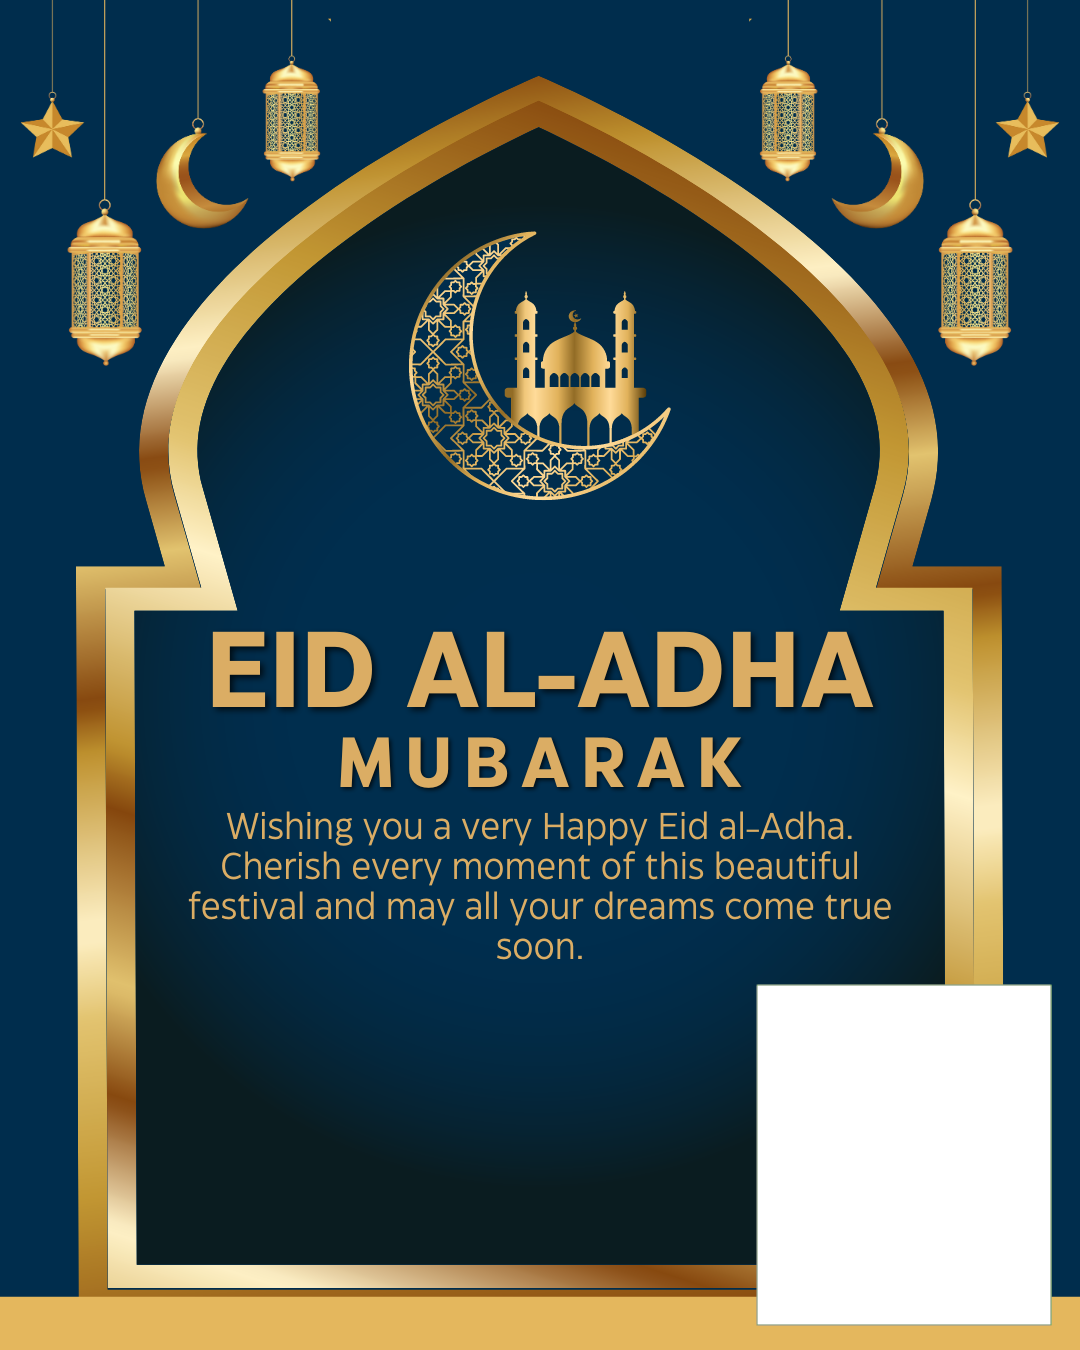 EID AL-ADHA
MUBARAK
Wishing you a very Happy Eid al-Adha.
Cherish every moment of this beautiful
festival and may all your dreams come true
soon.